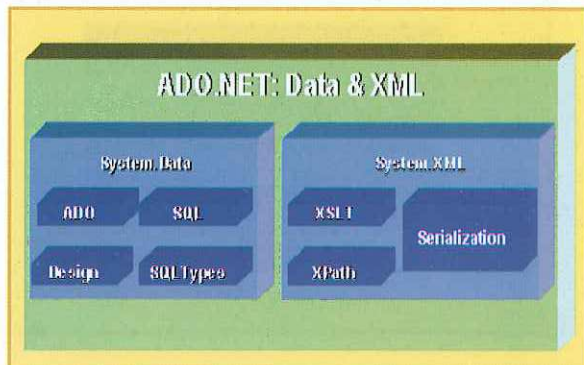 ADO.NET: Data & XML
System.Data
ADO
SQL
Design
SQLTypes
System.XML
XSLT
XPath
Serialization